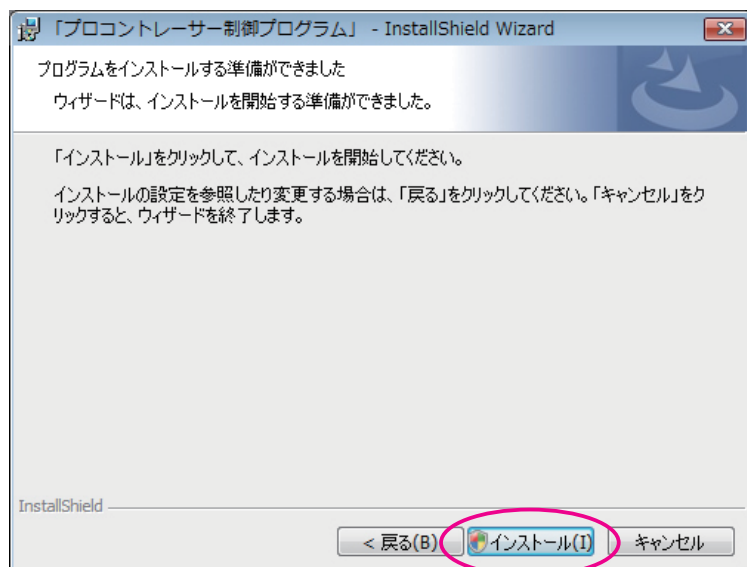 「プロコントレーサー制御プログラム」 - InstallShield Wizard
プログラムをインストールする準備ができました
ウィザードは、インストールを開始する準備ができました。
「インストール」をクリックして、インストールを開始してください。
インストールの設定を参照したり変更する場合は、「戻る」をクリックしてください。「キャンセル」をク
リックすると、ウィザードを終了します。
InstallShield
< 戻る(B) インストール(I) キャンセル